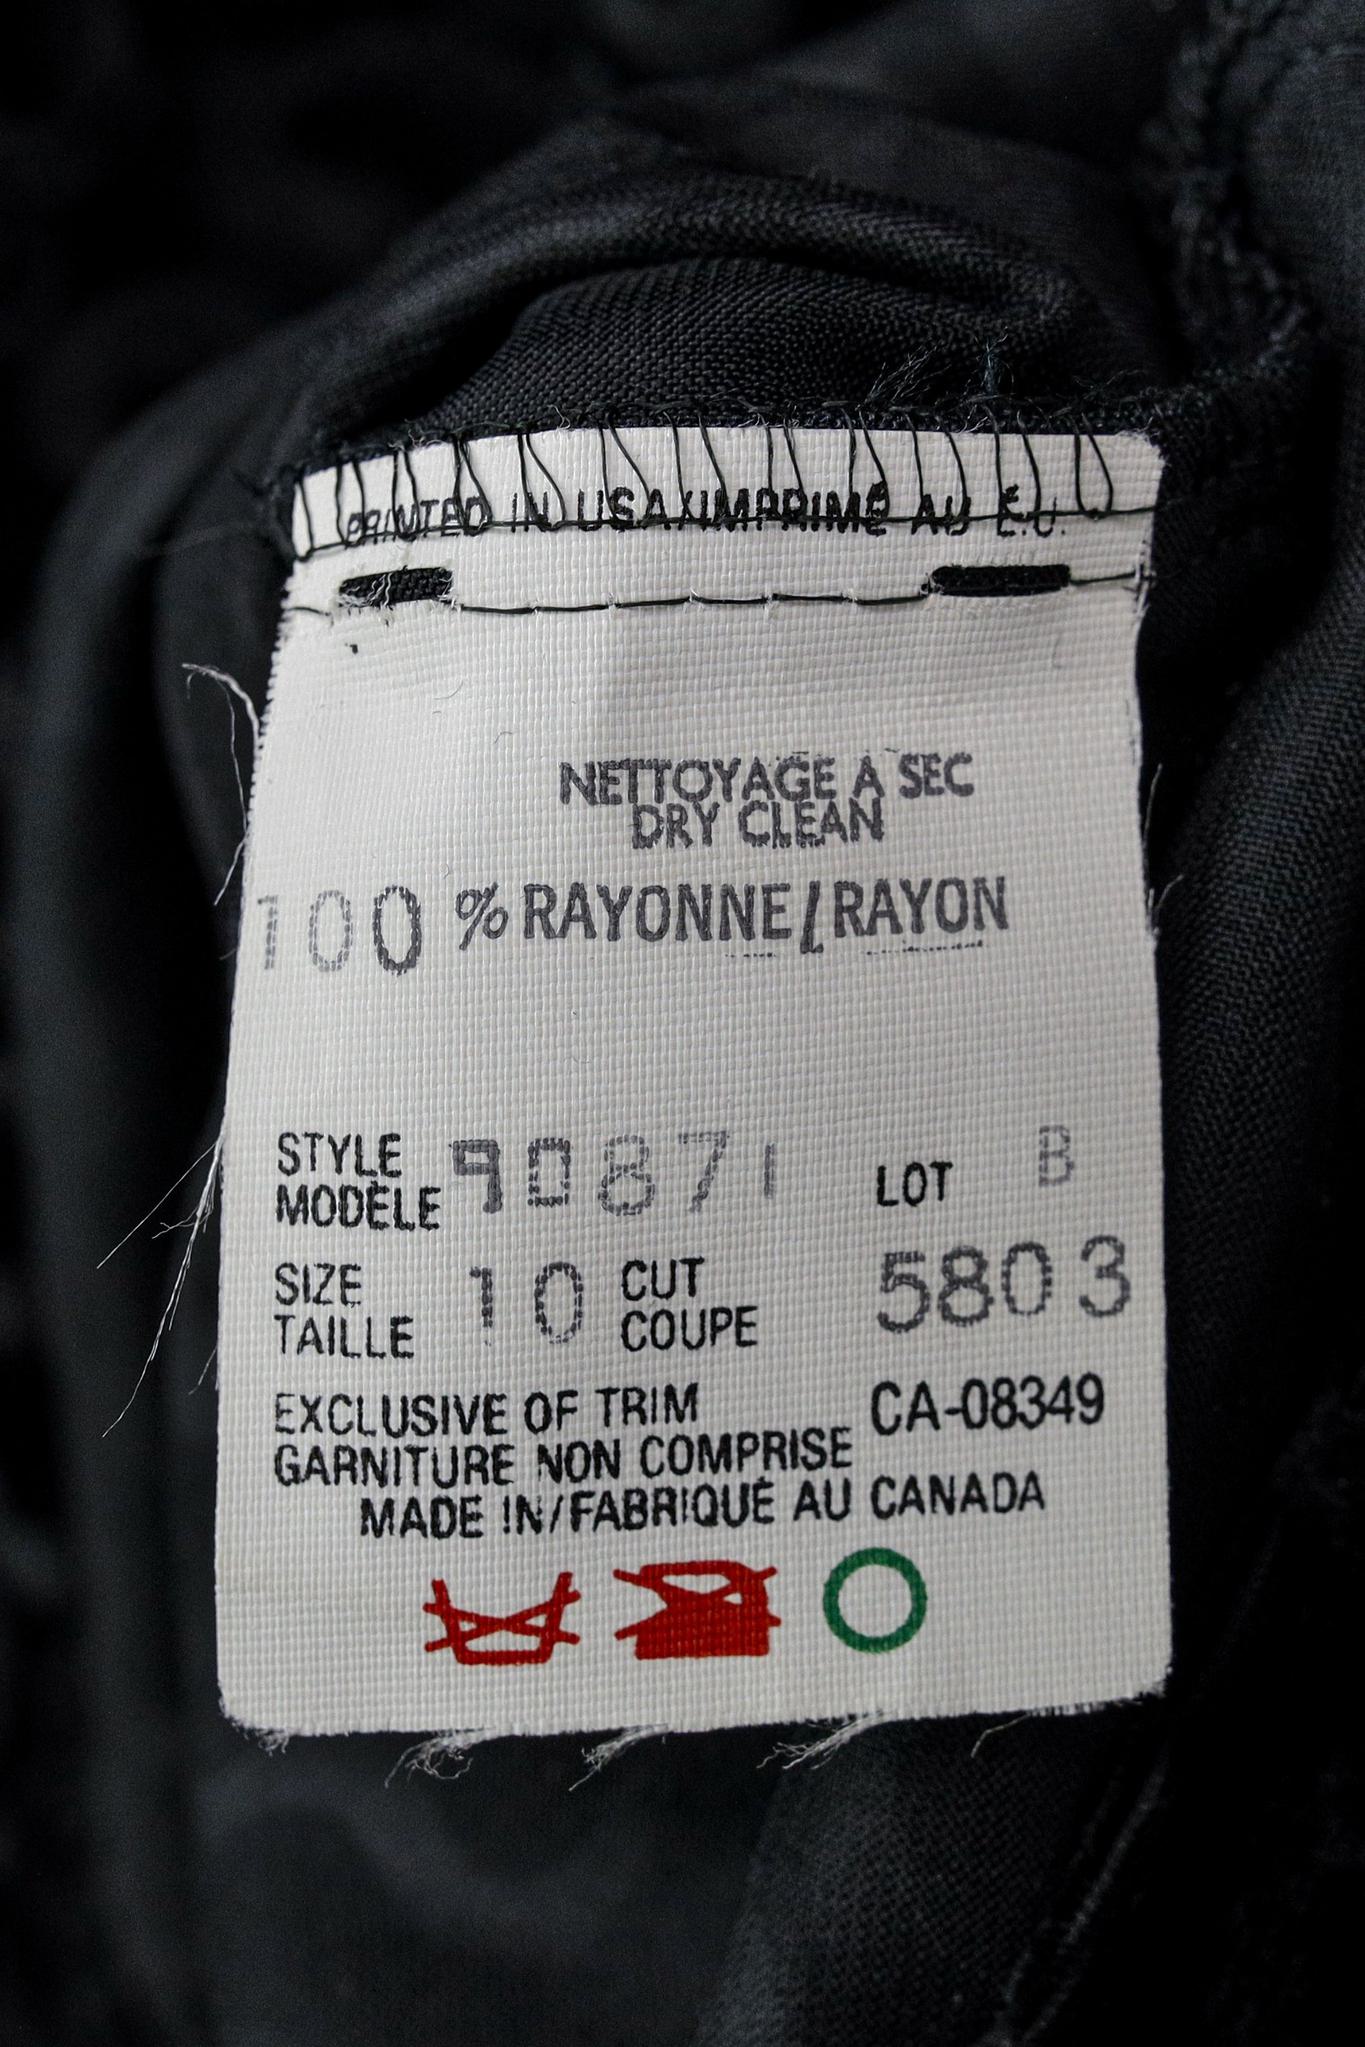 PRINTED IN USA/IMPRIMÉ AU É.U.
NETTOYAGE A SEC
DRY CLEAN
100 % RAYONNE/RAYON
STYLE
MODÈLE 90871 LOT B
SIZE
TAILLE 10 CUT
COUPE 5803
EXCLUSIVE OF TRIM CA-08349
GARNITURE NON COMPRISE
MADE IN/FABRIQUÉ AU CANADA